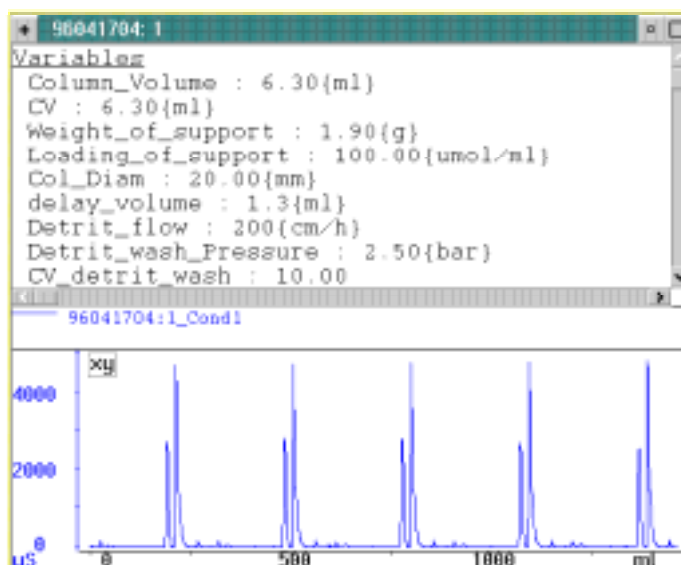 96041704: 1
Variables
Column_Volume : 6.30{ml}
CV : 6.30{ml}
Weight_of_support : 1.90{g}
Loading_of_support : 100.00{umol/ml}
Col_Diam : 20.00{mm}
delay_volume : 1.3{ml}
Detrit_flow : 200{cm/h}
Detrit_wash_Pressure : 2.50{bar}
CV_detrit_wash : 10.00
96041704:1_Cond1
xy
4000
2000
0
µS 0 500 1000 ml